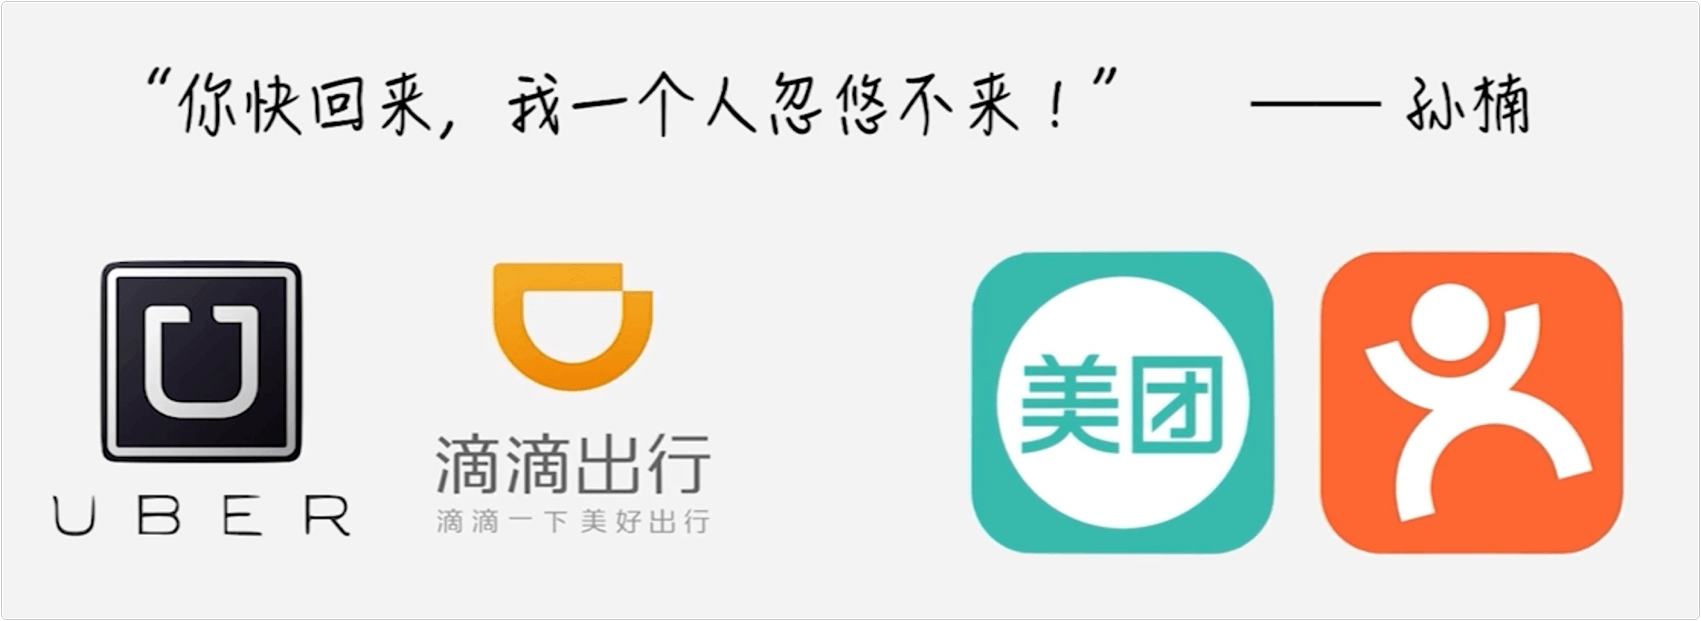 “你快回来，我一个人忽悠不来！” —— 孙楠
UBER
滴滴出行
滴滴一下 美好出行
美团